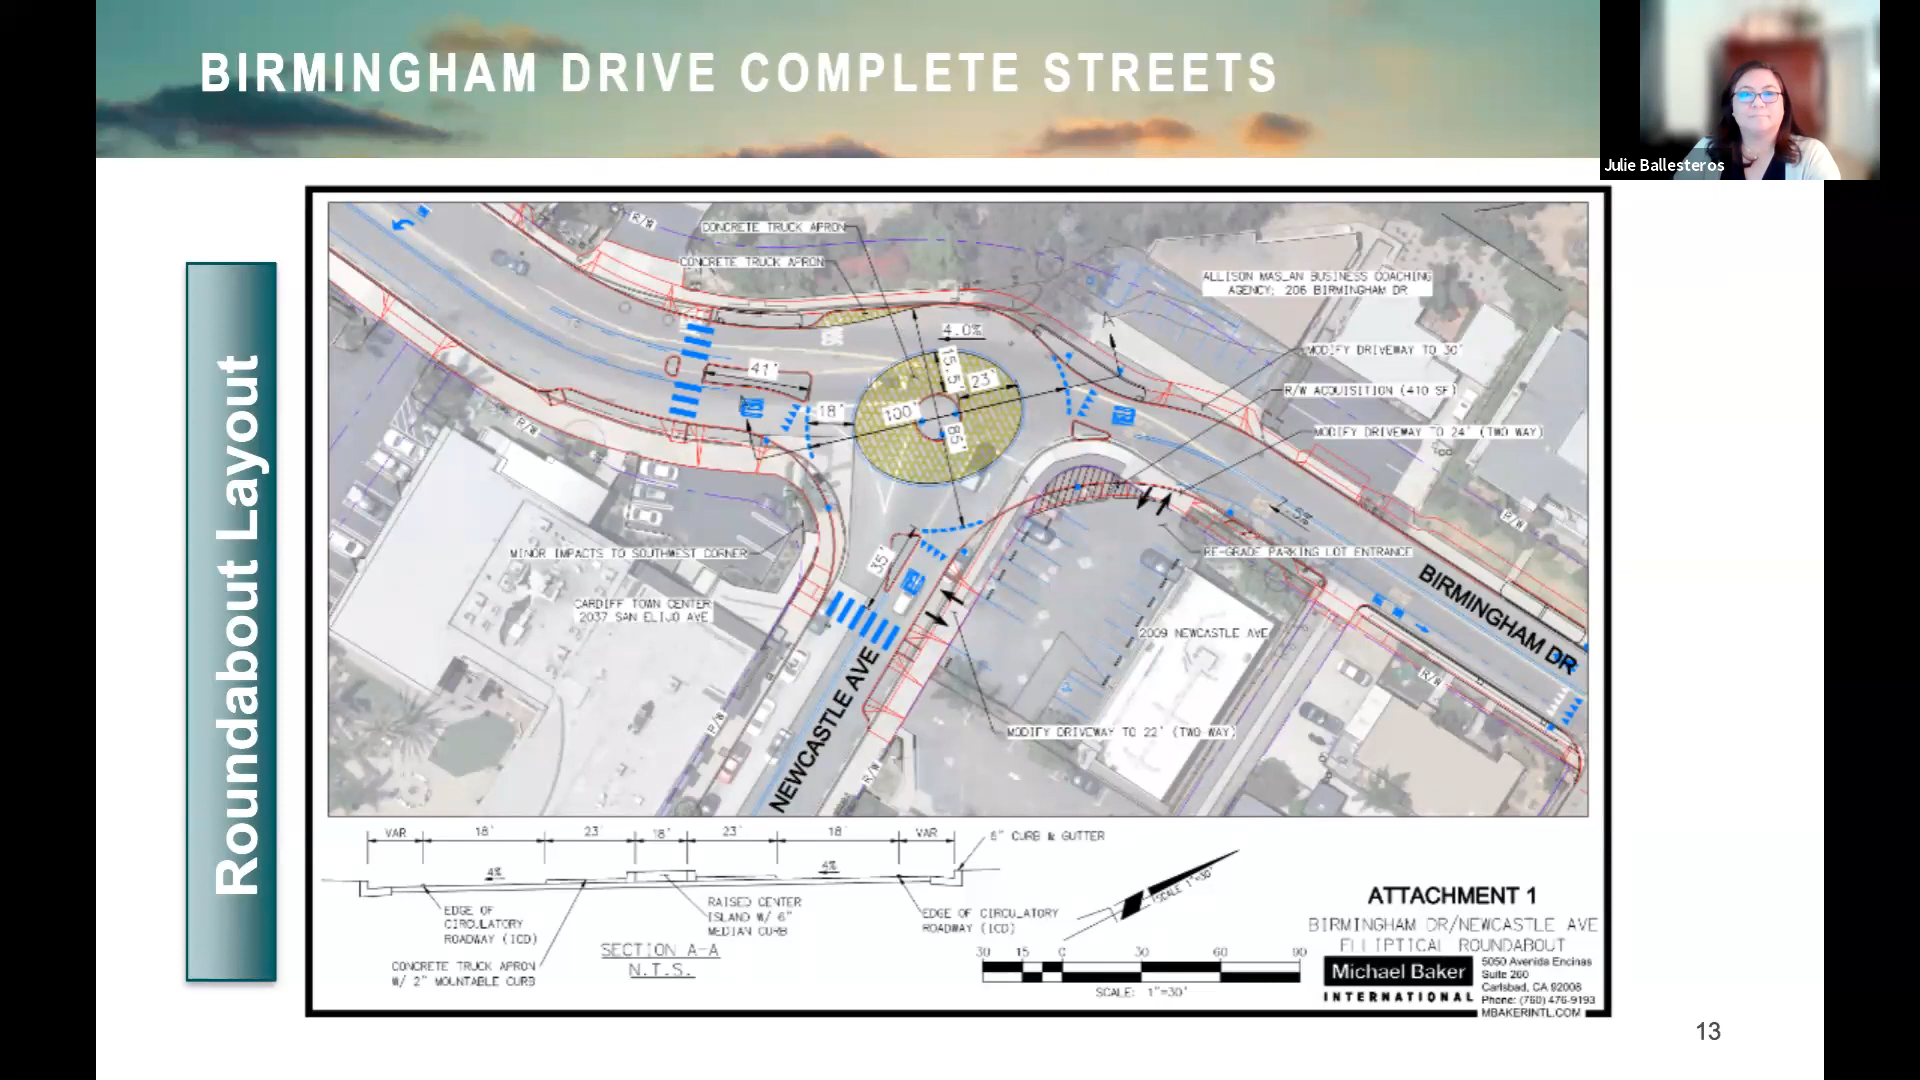 BIRMINGHAM DRIVE COMPLETE STREETS
Julie Ballesteros
Roundabout Layout
R/W
CONCRETE TRUCK APRON
CONCRETE TRUCK APRON
ALLISON MASLAN BUSINESS COACHING
AGENCY: 206 BIRMINGHAM DR
4.0%
A
MODIFY DRIVEWAY TO 30'
15.5'
23'
41'
R/W ACQUISITION (410 SF)
18'
100'
85'
MODIFY DRIVEWAY TO 24' (TWO WAY)
R/W
R/W
MINOR IMPACTS TO SOUTHWEST CORNER
35'
RE-GRADE PARKING LOT ENTRANCE
BIRMINGHAM DR
CARDIFF TOWN CENTER
2037 SAN ELIJO AVE
2009 NEWCASTLE AVE
R/W
NEWCASTLE AVE
R/W
R/W
MODIFY DRIVEWAY TO 22' (TWO WAY)
VAR 18' 23' 18' 23' 18' VAR
6" CURB & GUTTER
4% 4%
EDGE OF
CIRCULATORY
ROADWAY (ICD)
RAISED CENTER
ISLAND W/ 6"
MEDIAN CURB
EDGE OF CIRCULATORY
ROADWAY (ICD)
CONCRETE TRUCK APRON
W/ 2" MOUNTABLE CURB
SECTION A-A
N.T.S.
SCALE 1"=30'
30 15 0 30 60 90
SCALE: 1"=30'
ATTACHMENT 1
BIRMINGHAM DR/NEWCASTLE AVE
ELLIPTICAL ROUNDABOUT
Michael Baker
INTERNATIONAL
5050 Avenida Encinas
Suite 260
Carlsbad, CA 92008
Phone: (760) 476-9193
MBAKERINTL.COM
13